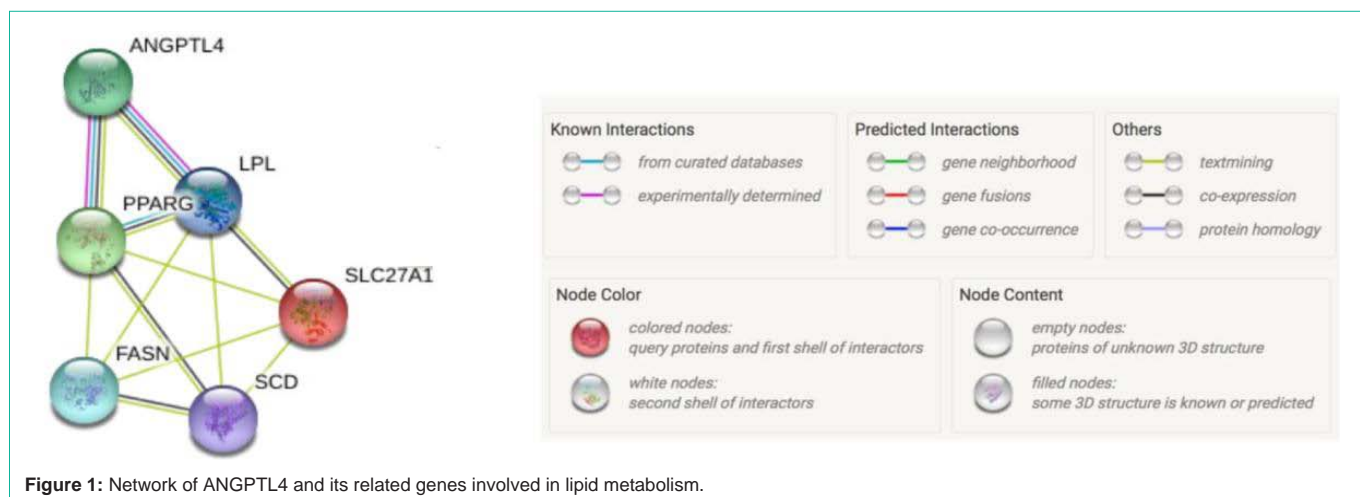 ANGPTL4
LPL
PPARG
SLC27A1
FASN
SCD
Known Interactions
from curated databases
experimentally determined
Predicted Interactions
gene neighborhood
gene fusions
gene co-occurrence
Others
textmining
co-expression
protein homology
Node Color
colored nodes:
query proteins and first shell of interactors
white nodes:
second shell of interactors
Node Content
empty nodes:
proteins of unknown 3D structure
filled nodes:
some 3D structure is known or predicted
Figure 1: Network of ANGPTL4 and its related genes involved in lipid metabolism.